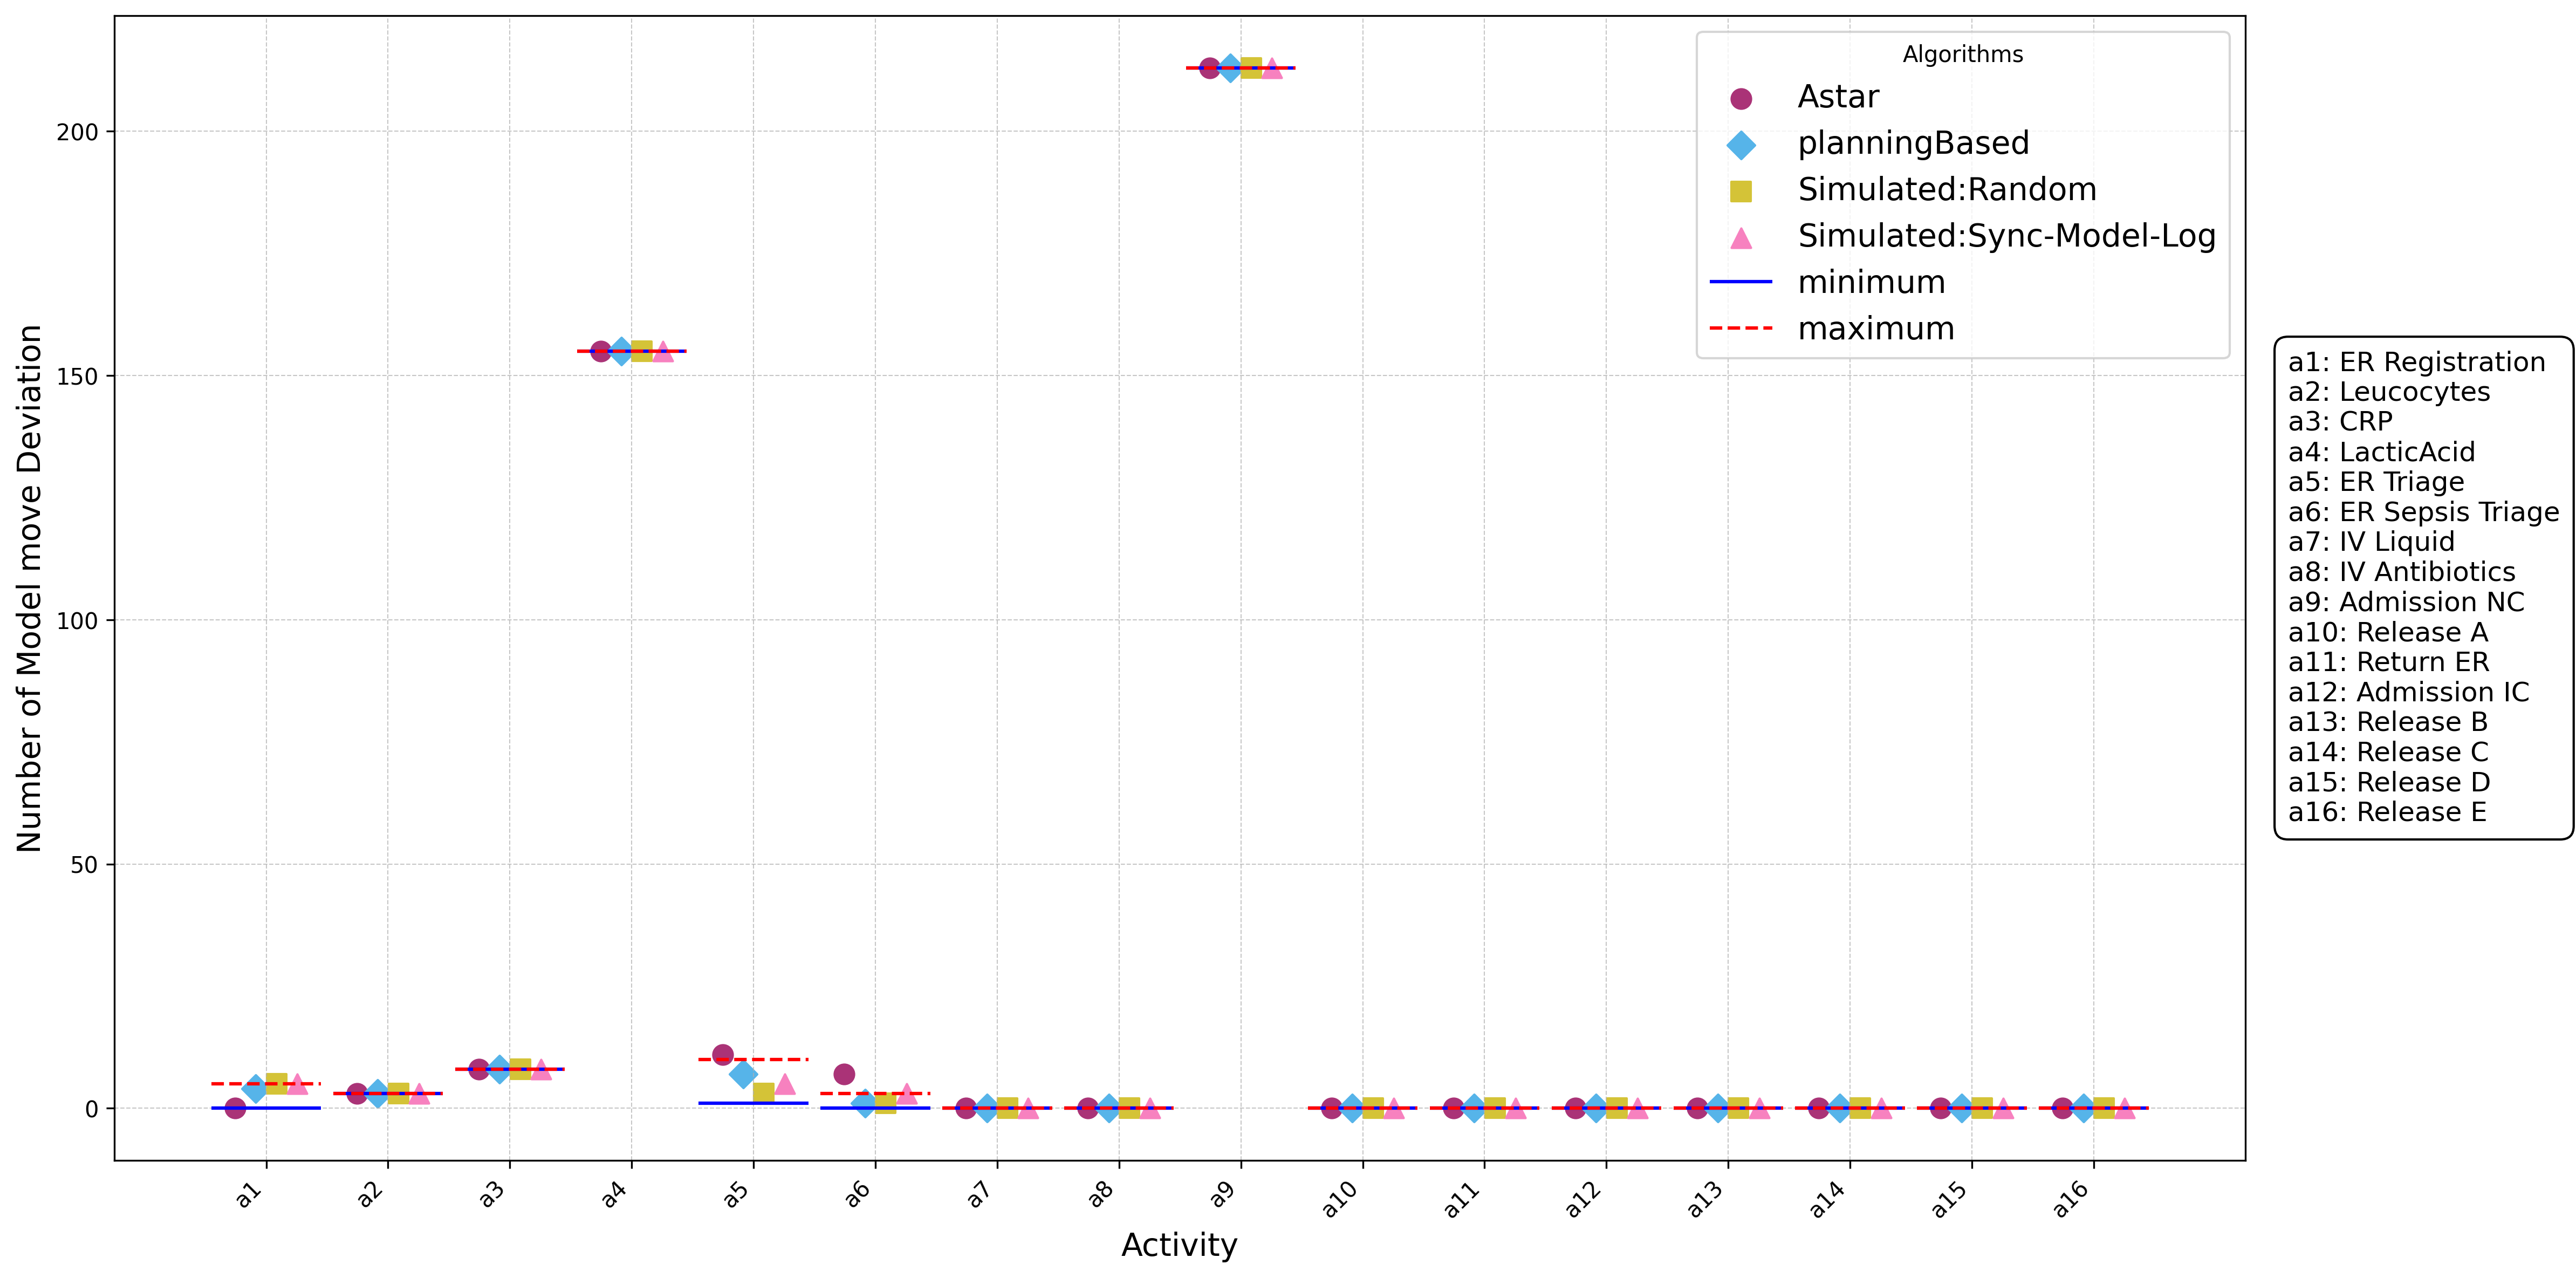 Number of Model move Deviation
200
150
100
50
0
Algorithms
Astar
planningBased
Simulated:Random
Simulated:Sync-Model-Log
minimum
maximum
a1: ER Registration
a2: Leucocytes
a3: CRP
a4: LacticAcid
a5: ER Triage
a6: ER Sepsis Triage
a7: IV Liquid
a8: IV Antibiotics
a9: Admission NC
a10: Release A
a11: Return ER
a12: Admission IC
a13: Release B
a14: Release C
a15: Release D
a16: Release E
a1 a2 a3 a4 a5 a6 a7 a8 a9 a10 a11 a12 a13 a14 a15 a16
Activity